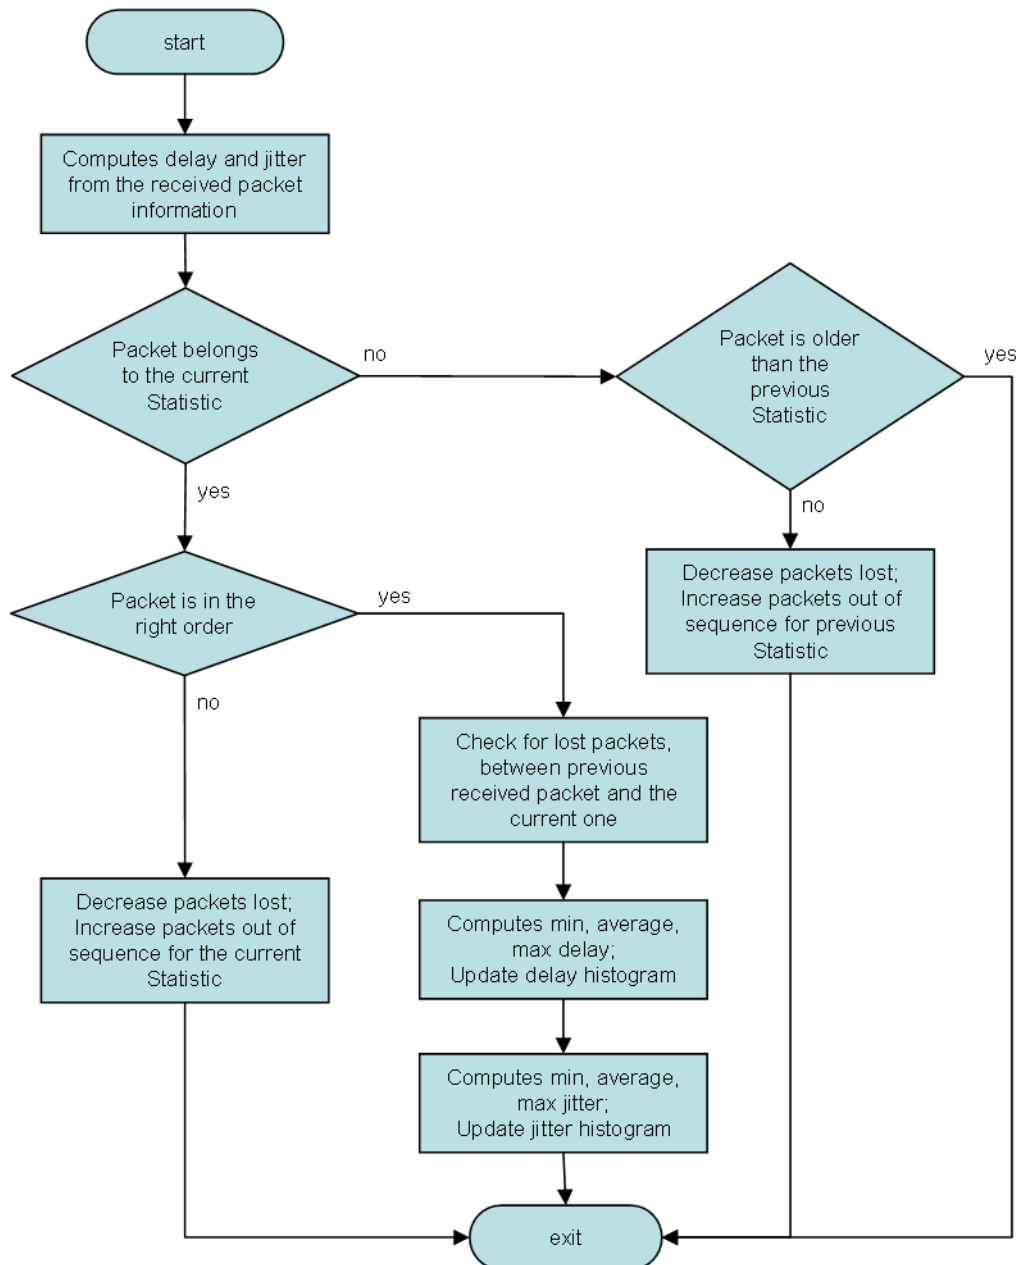 start
Computes delay and jitter
from the received packet
information
Packet belongs
to the current
Statistic
no
Packet is older
than the
previous
Statistic
yes
yes
no
Packet is in the
right order
yes
Decrease packets lost;
Increase packets out of
sequence for previous
Statistic
no
Check for lost packets,
between previous
received packet and the
current one
Decrease packets lost;
Increase packets out of
sequence for the current
Statistic
Computes min, average,
max delay;
Update delay histogram
Computes min, average,
max jitter;
Update jitter histogram
exit